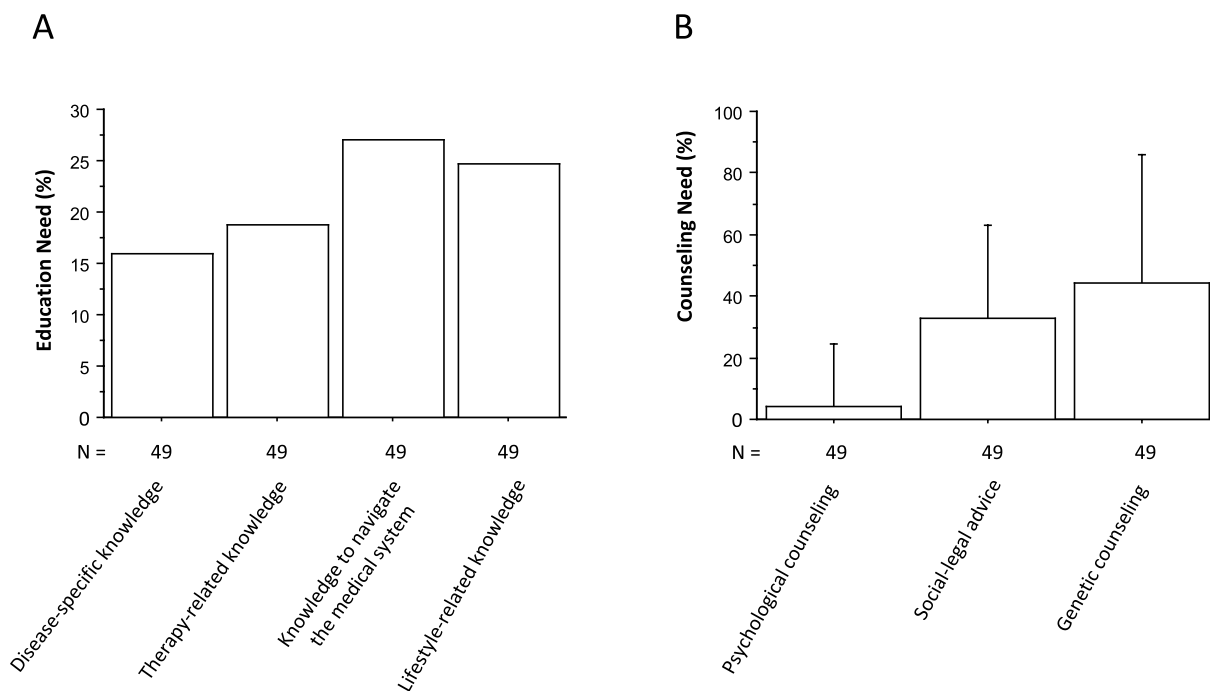 A
Education Need (%)
30
25
20
15
10
5
0
N =
49
49
49
49
Disease-specific knowledge
Therapy-related knowledge
Knowledge to navigate
the medical system
Lifestyle-related knowledge
B
Counseling Need (%)
100
80
60
40
20
0
N =
49
49
49
Psychological counseling
Social-legal advice
Genetic counseling